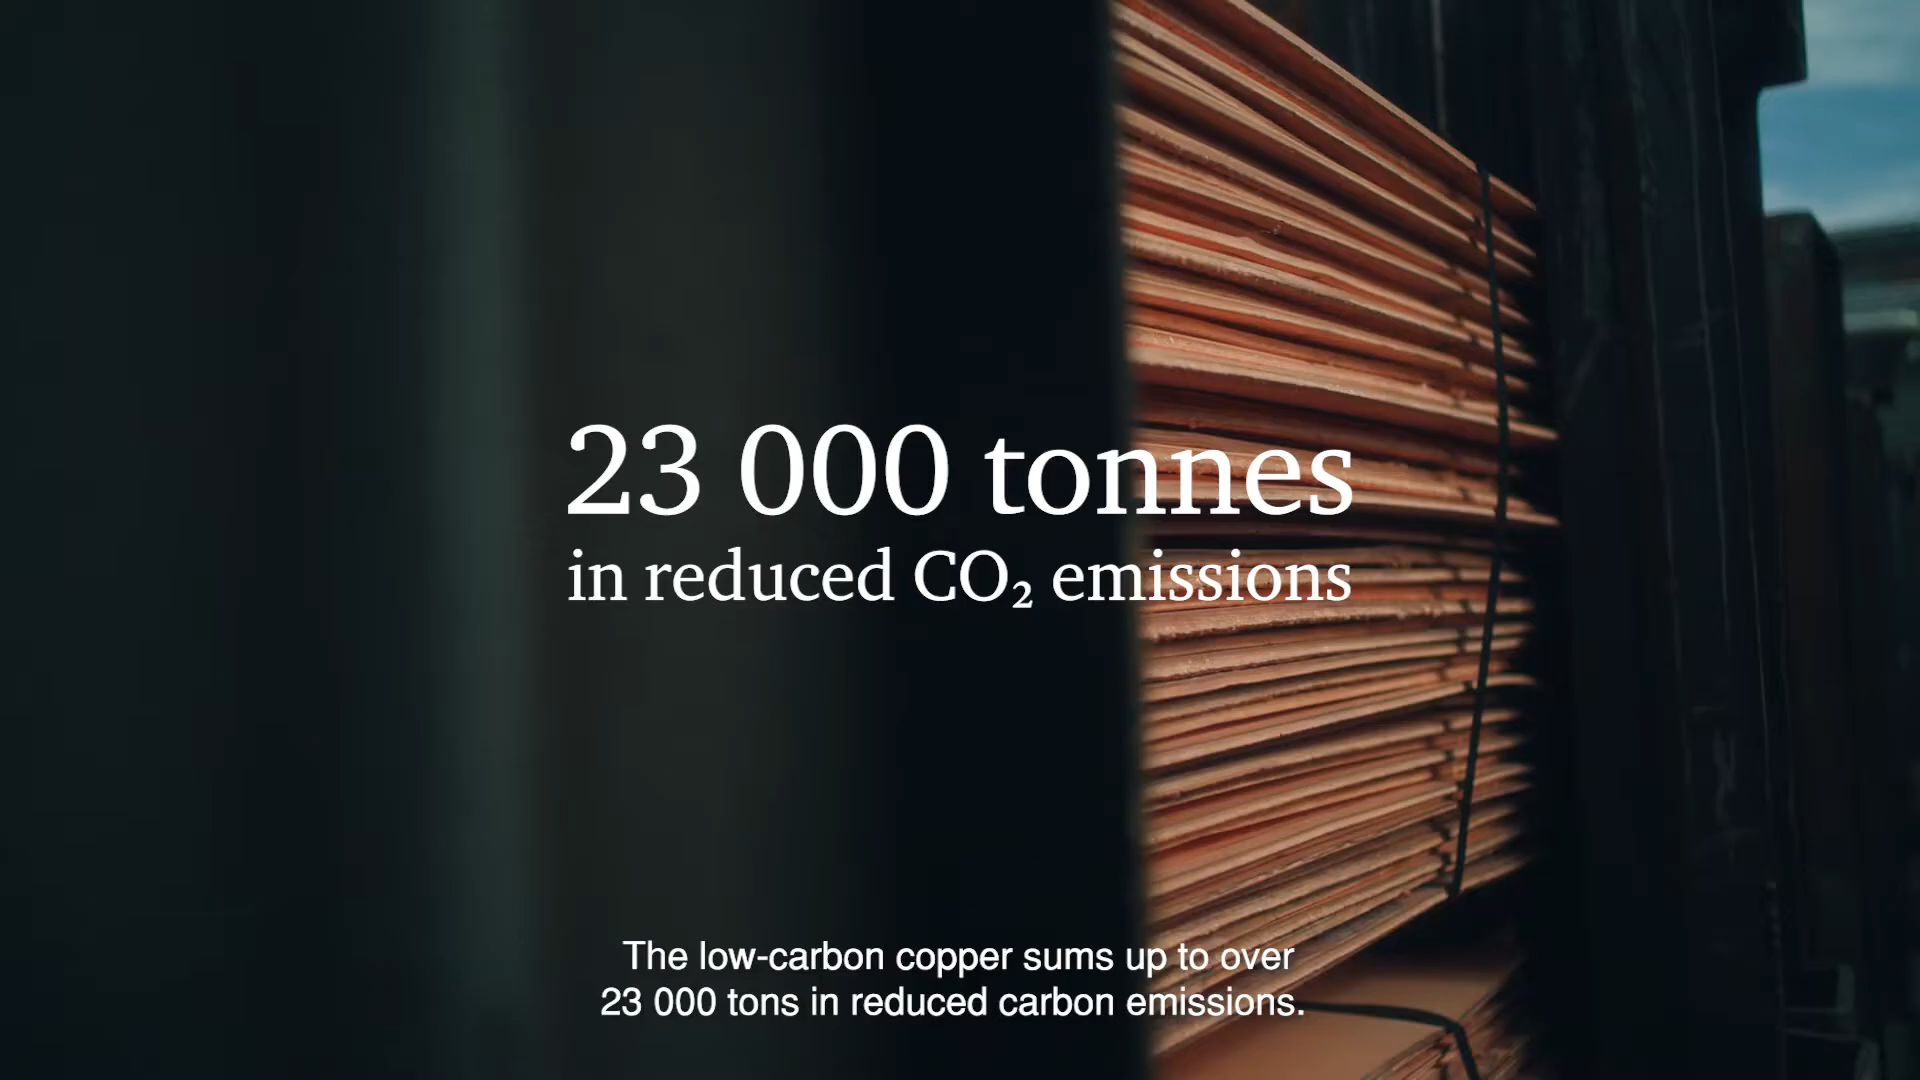 23 000 tonnes
in reduced CO₂ emissions
The low-carbon copper sums up to over
23 000 tons in reduced carbon emissions.